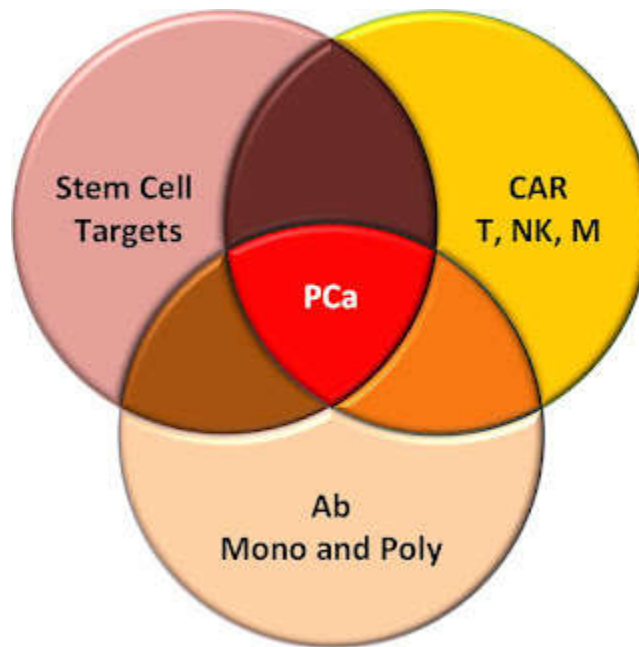 Stem Cell
Targets
CAR
T, NK, M
PCa
Ab
Mono and Poly